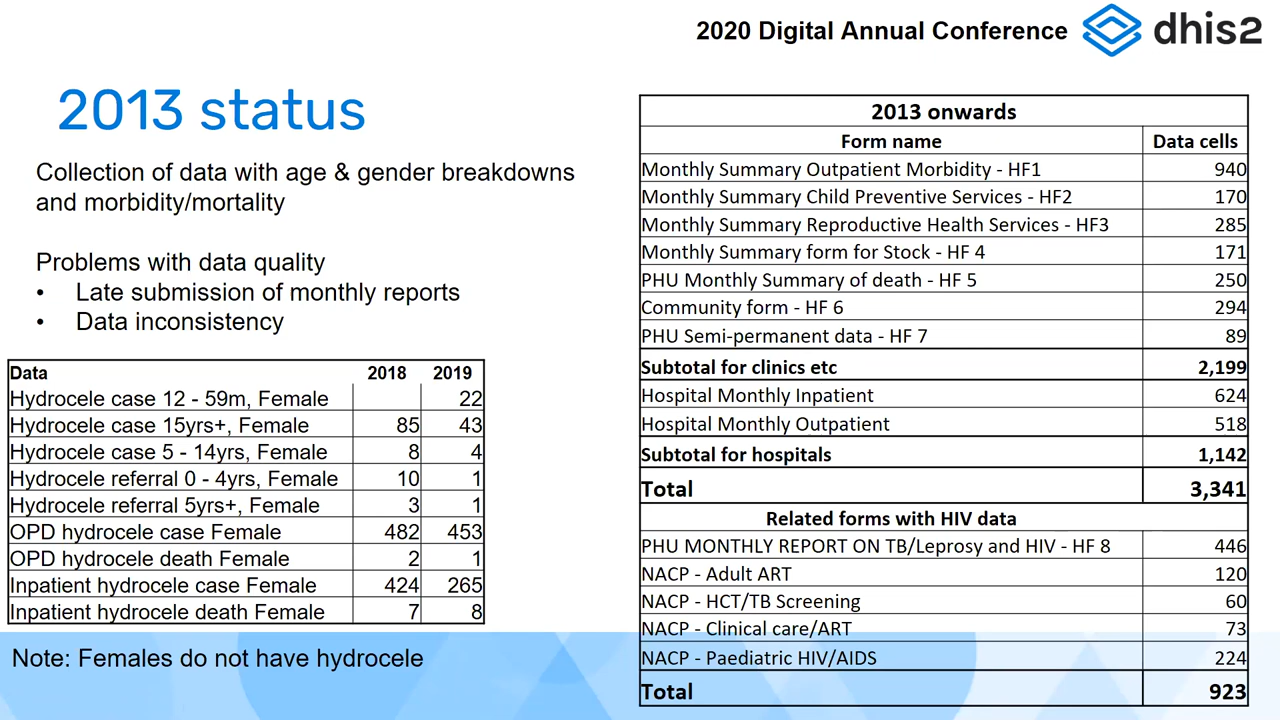 2020 Digital Annual Conference
dhis2
2013 status
Collection of data with age & gender breakdowns
and morbidity/mortality
Problems with data quality
• Late submission of monthly reports
• Data inconsistency
Data 2018 2019
Hydrocele case 12 - 59m, Female 22
Hydrocele case 15yrs+, Female 85 43
Hydrocele case 5 - 14yrs, Female 8 4
Hydrocele referral 0 - 4yrs, Female 10 1
Hydrocele referral 5yrs+, Female 3 1
OPD hydrocele case Female 482 453
OPD hydrocele death Female 2 1
Inpatient hydrocele case Female 424 265
Inpatient hydrocele death Female 7 8
Note: Females do not have hydrocele
2013 onwards
Form name Data cells
Monthly Summary Outpatient Morbidity - HF1 940
Monthly Summary Child Preventive Services - HF2 170
Monthly Summary Reproductive Health Services - HF3 285
Monthly Summary form for Stock - HF 4 171
PHU Monthly Summary of death - HF 5 250
Community form - HF 6 294
PHU Semi-permanent data - HF 7 89
Subtotal for clinics etc 2,199
Hospital Monthly Inpatient 624
Hospital Monthly Outpatient 518
Subtotal for hospitals 1,142
Total 3,341
Related forms with HIV data
PHU MONTHLY REPORT ON TB/Leprosy and HIV - HF 8 446
NACP - Adult ART 120
NACP - HCT/TB Screening 60
NACP - Clinical care/ART 73
NACP - Paediatric HIV/AIDS 224
Total 923